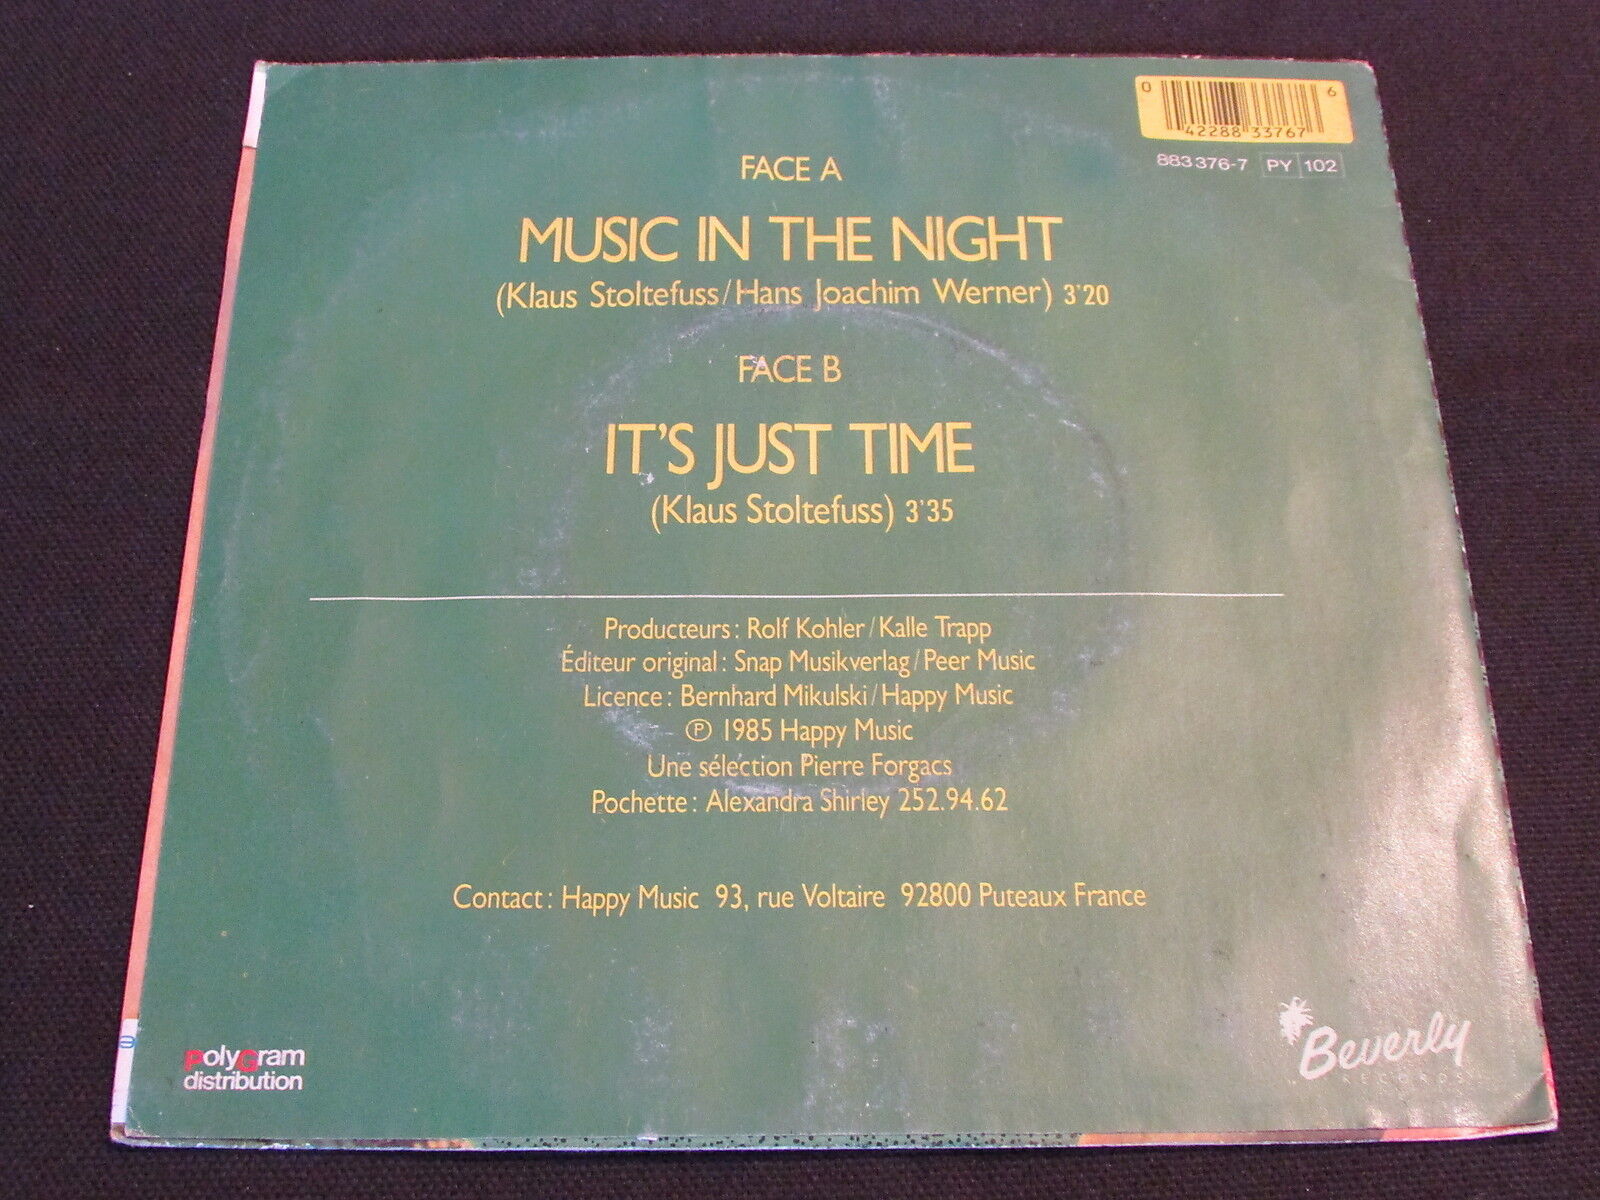 0 42288 33767 6
883 376-7 PY 102
FACE A
MUSIC IN THE NIGHT
(Klaus Stoltefuss/Hans Joachim Werner) 3'20
FACE B
IT'S JUST TIME
(Klaus Stoltefuss) 3'35
Producteurs : Rolf Kohler/Kalle Trapp
Éditeur original : Snap Musikverlag/Peer Music
Licence : Bernhard Mikulski/Happy Music
℗ 1985 Happy Music
Une sélection Pierre Forgacs
Pochette : Alexandra Shirley 252.94.62
Contact : Happy Music 93, rue Voltaire 92800 Puteaux France
PolyGram
distribution
Beverly
RECORDS